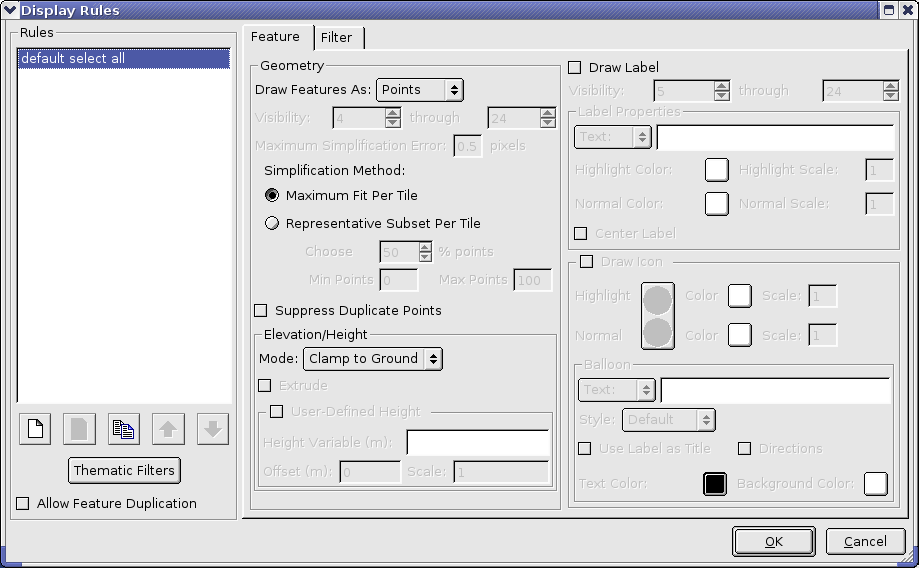 Display Rules
Rules
default select all
Thematic Filters
Allow Feature Duplication
Feature
Filter
Geometry
Draw Features As: Points
Visibility: 4 through 24
Maximum Simplification Error: 0.5 pixels
Simplification Method:
Maximum Fit Per Tile
Representative Subset Per Tile
Choose 50 % points
Min Points 0 Max Points 100
Suppress Duplicate Points
Elevation/Height
Mode: Clamp to Ground
Extrude
User-Defined Height
Height Variable (m):
Offset (m): 0 Scale: 1
Draw Label
Visibility: 5 through 24
Label Properties
Text:
Highlight Color: Highlight Scale: 1
Normal Color: Normal Scale: 1
Center Label
Draw Icon
Highlight Color Scale: 1
Normal Color Scale: 1
Balloon
Text:
Style: Default
Use Label as Title Directions
Text Color: Background Color:
OK Cancel